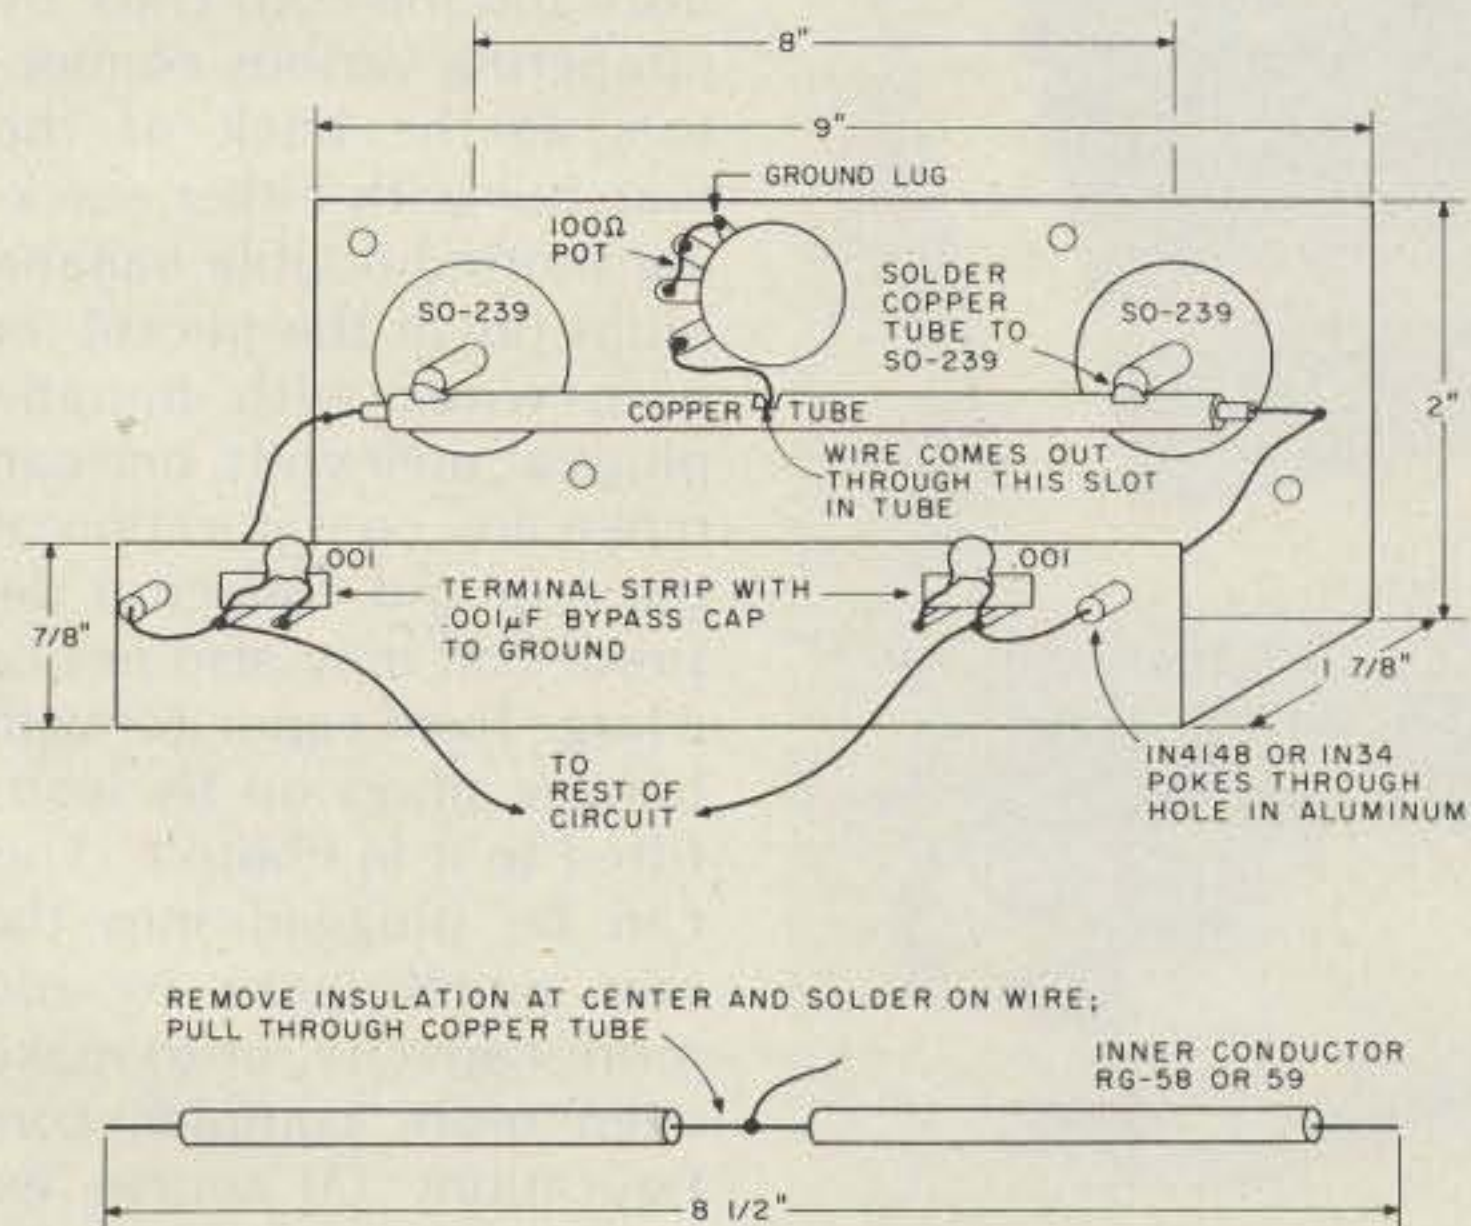 8"
9"
GROUND LUG
100Ω
POT
SO-239
SOLDER
COPPER
TUBE TO
SO-239
SO-239
COPPER TUBE
2"
WIRE COMES OUT
THROUGH THIS SLOT
IN TUBE
.001
.001
TERMINAL STRIP WITH
.001µF BYPASS CAP
TO GROUND
7/8"
1 7/8"
TO
REST OF
CIRCUIT
IN4148 OR IN34
POKES THROUGH
HOLE IN ALUMINUM
REMOVE INSULATION AT CENTER AND SOLDER ON WIRE;
PULL THROUGH COPPER TUBE
INNER CONDUCTOR
RG-58 OR 59
8 1/2"